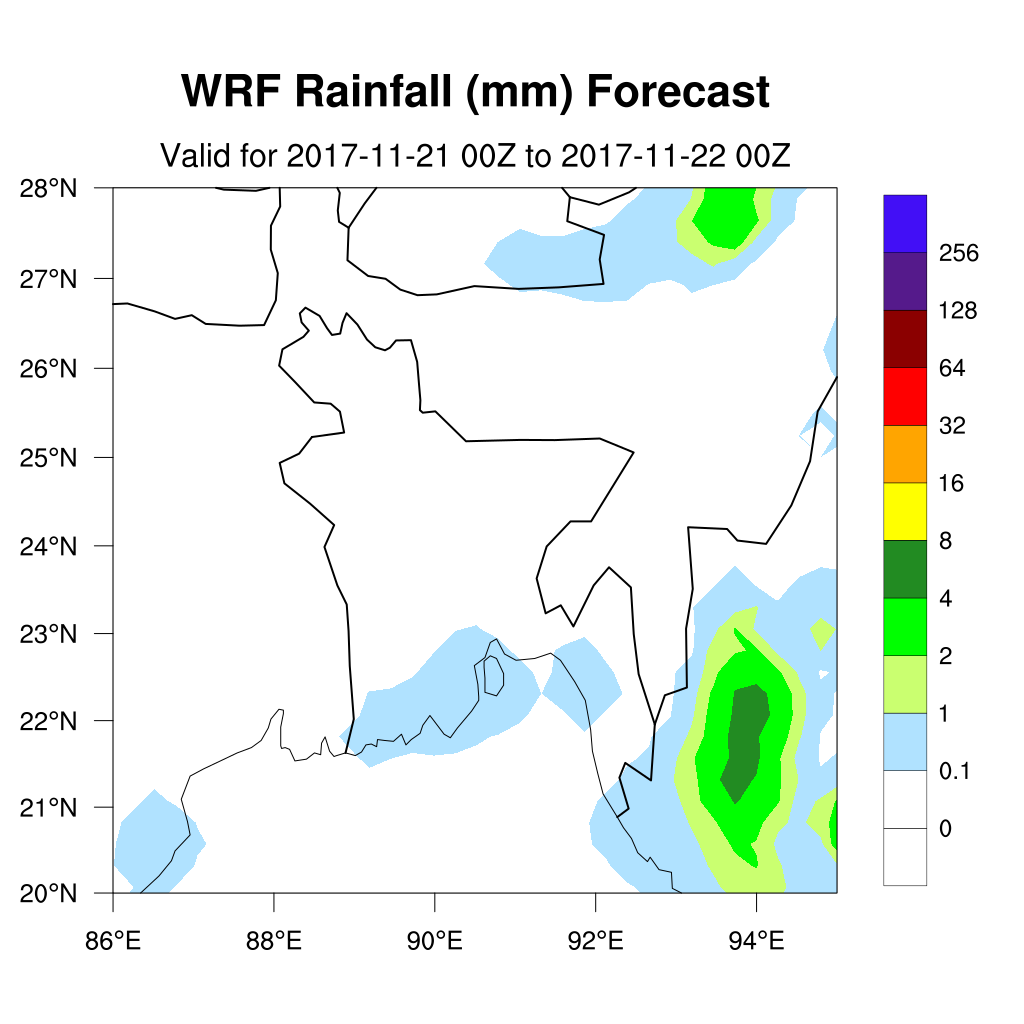 WRF Rainfall (mm) Forecast
Valid for 2017-11-21 00Z to 2017-11-22 00Z
28°N
27°N
26°N
25°N
24°N
23°N
22°N
21°N
20°N
86°E
88°E
90°E
92°E
94°E
256
128
64
32
16
8
4
2
1
0.1
0